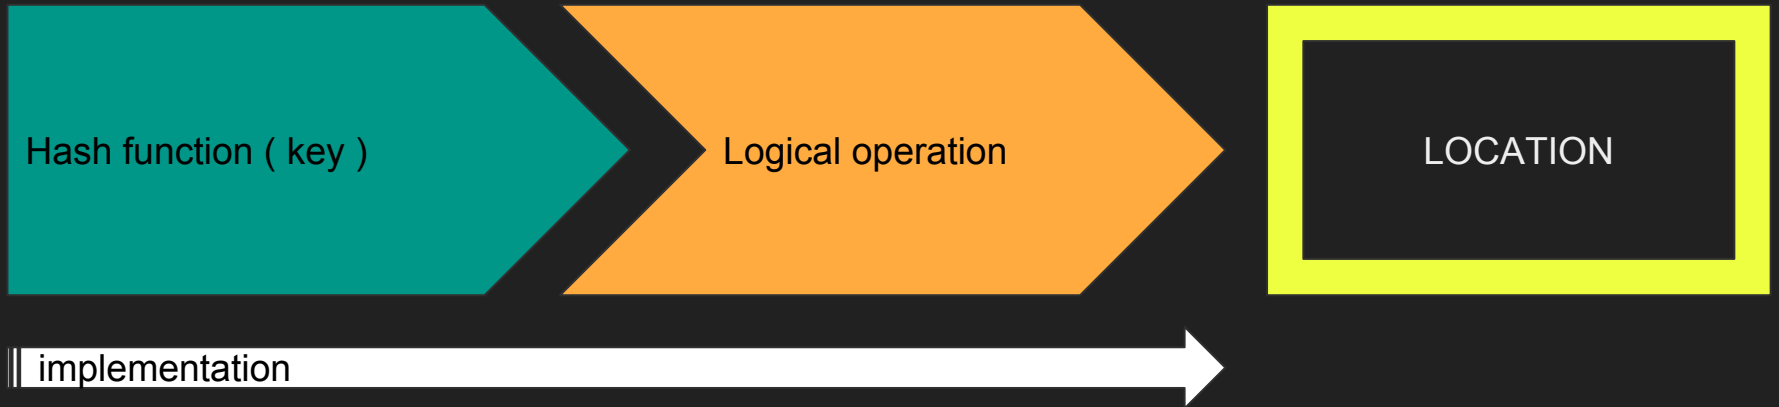 Hash function ( key )
Logical operation
LOCATION
implementation